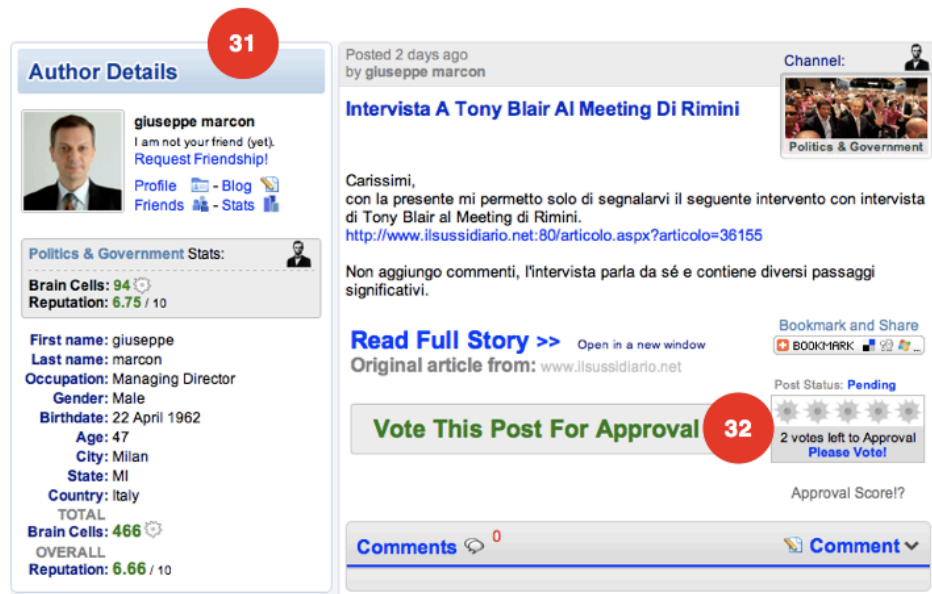 31
Author Details
giuseppe marcon
I am not your friend (yet).
Request Friendship!
Profile - Blog
Friends - Stats
Politics & Government Stats:
Brain Cells: 94
Reputation: 6.75 / 10
First name: giuseppe
Last name: marcon
Occupation: Managing Director
Gender: Male
Birthdate: 22 April 1962
Age: 47
City: Milan
State: MI
Country: Italy
TOTAL
Brain Cells: 466
OVERALL
Reputation: 6.66 / 10
Posted 2 days ago
by giuseppe marcon
Channel:
Politics & Government
Intervista A Tony Blair Al Meeting Di Rimini
Carissimi,
con la presente mi permetto solo di segnalarvi il seguente intervento con intervista
di Tony Blair al Meeting di Rimini.
http://www.ilsussidiario.net:80/articolo.aspx?articolo=36155
Non aggiungo commenti, l'intervista parla da sé e contiene diversi passaggi
significativi.
Read Full Story >> Open in a new window
Original article from: www.ilsussidiario.net
Bookmark and Share
BOOKMARK
Post Status: Pending
Vote This Post For Approval
32
2 votes left to Approval
Please Vote!
Approval Score!?
Comments 0
Comment